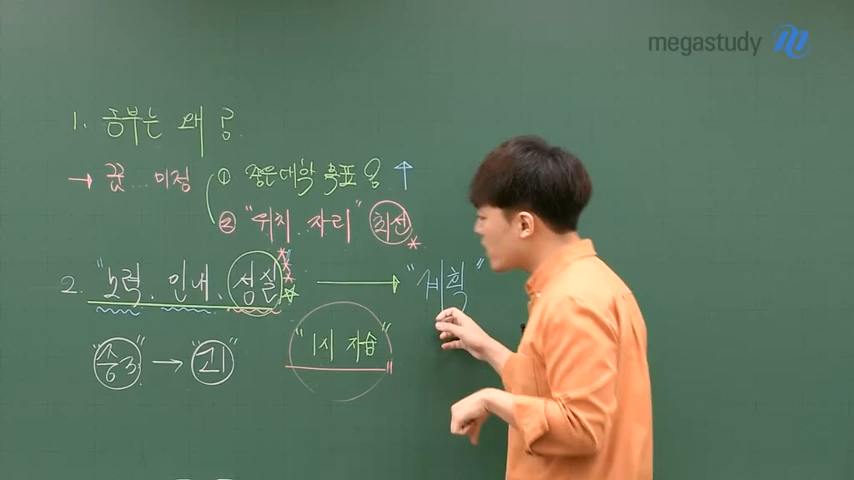 megastudy
1. 공부는 왜?
→ 꿈... 미정 ① 좋은대학 목표 O ↑
② "위치, 자리" 최선 *
2. "노력, 인내, 성실 → "계획"
중3 → 고1 "1시 자습"